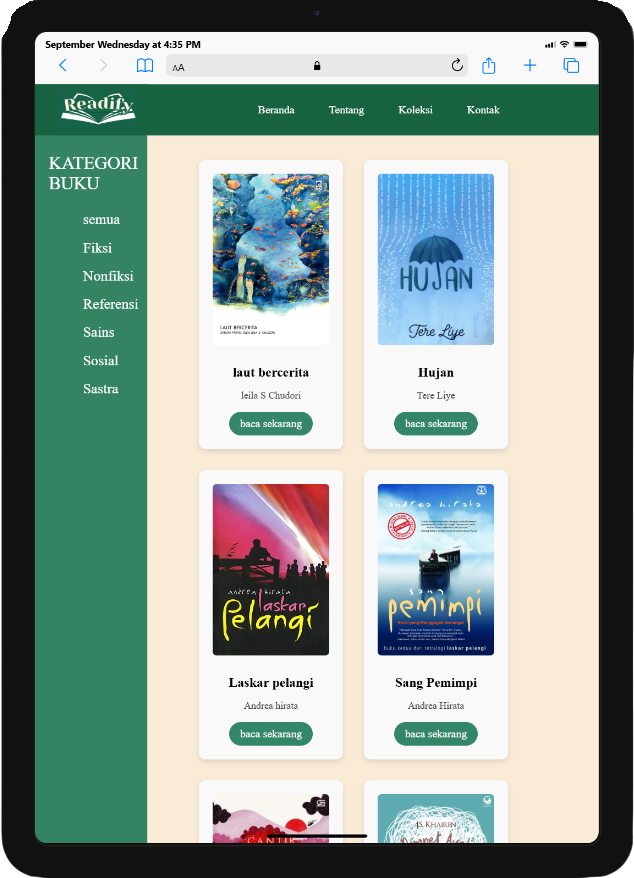 September Wednesday at 4:35 PM
AA
Readify
Beranda
Tentang
Koleksi
Kontak
KATEGORI
BUKU
semua
Fiksi
Nonfiksi
Referensi
Sains
Sosial
Sastra
LAUT BERCERITA
laut bercerita
leila S Chudori
baca sekarang
HUJAN
Tere Liye
Hujan
Tere Liye
baca sekarang
andrea hirata
laskar
Pelangi
Laskar pelangi
Andrea hirata
baca sekarang
andrea hirata
sang
pemimpi
buku kedua dari tetralogi laskar pelangi
Sang Pemimpi
Andrea Hirata
baca sekarang
CANTIK
J.S. KHAIREN